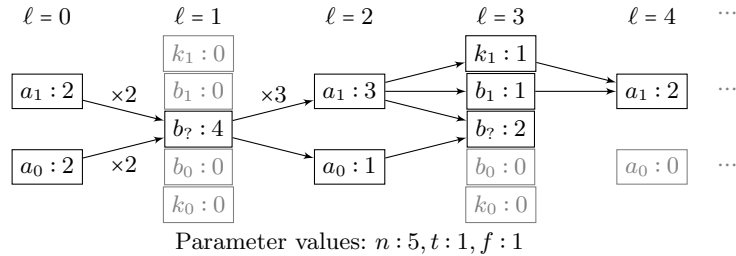 ℓ = 0 ℓ = 1 ℓ = 2 ℓ = 3 ℓ = 4 ⋯
k₁ : 0 k₁ : 1
a₁ : 2 ×2 b₁ : 0 ×3 a₁ : 3 b₁ : 1 a₁ : 2 ⋯
b? : 4 b? : 2
a₀ : 2 ×2 b₀ : 0 a₀ : 1 b₀ : 0 a₀ : 0 ⋯
k₀ : 0 k₀ : 0
Parameter values: n : 5, t : 1, f : 1